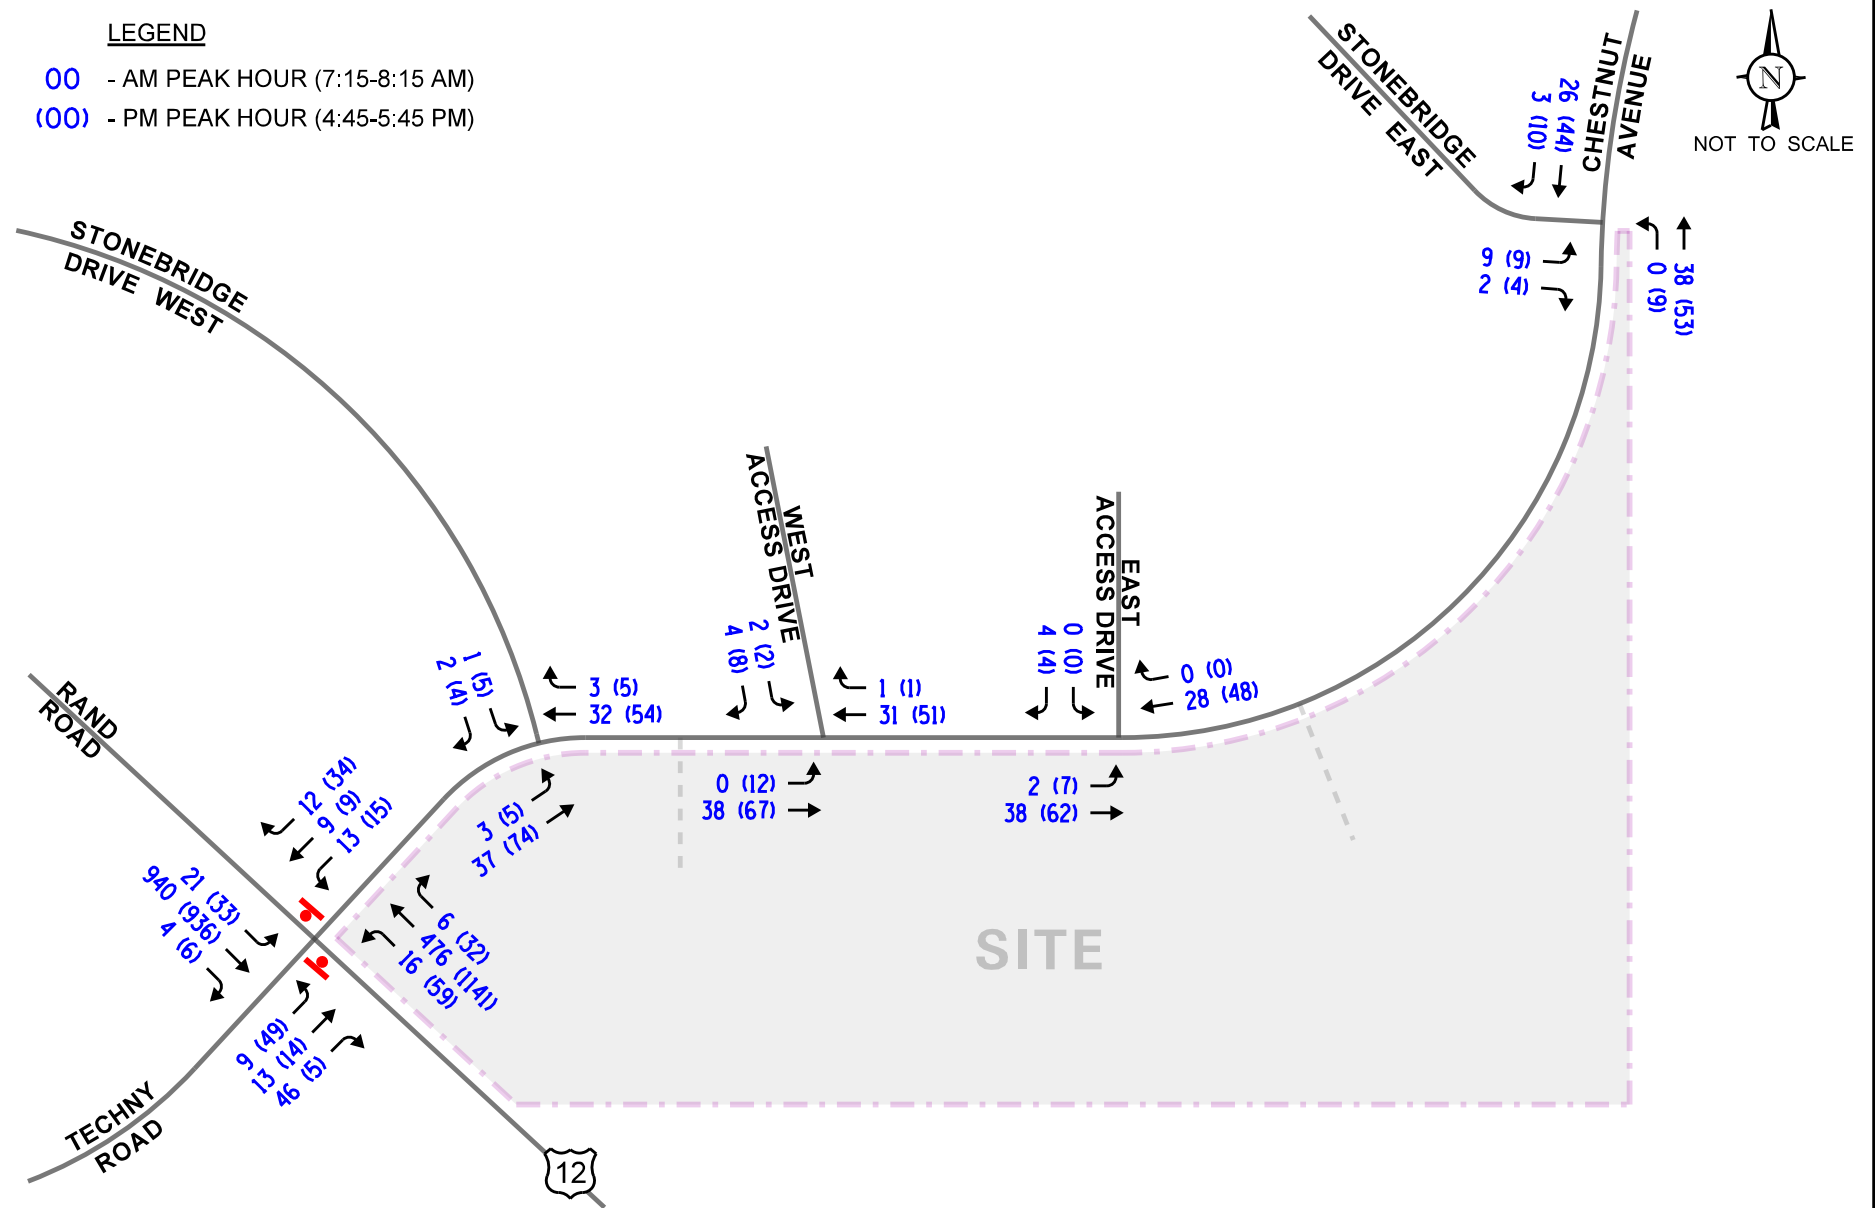 LEGEND
00 - AM PEAK HOUR (7:15-8:15 AM)
(00) - PM PEAK HOUR (4:45-5:45 PM)
STONEBRIDGE
DRIVE EAST
CHESTNUT
AVENUE
N
NOT TO SCALE
26 (44)
3 (10)
9 (9)
2 (4)
38 (53)
0 (9)
STONEBRIDGE
DRIVE WEST
WEST
ACCESS DRIVE
EAST
ACCESS DRIVE
1 (5)
2 (4)
3 (5)
32 (54)
2 (2)
4 (8)
1 (1)
31 (51)
0 (0)
4 (4)
0 (0)
28 (48)
RAND
ROAD
12 (34)
9 (9)
13 (15)
3 (5)
37 (74)
0 (12)
38 (67)
2 (7)
38 (62)
21 (33)
940 (936)
4 (6)
6 (32)
476 (1141)
16 (59)
SITE
9 (49)
13 (14)
46 (5)
TECHNY
ROAD
12